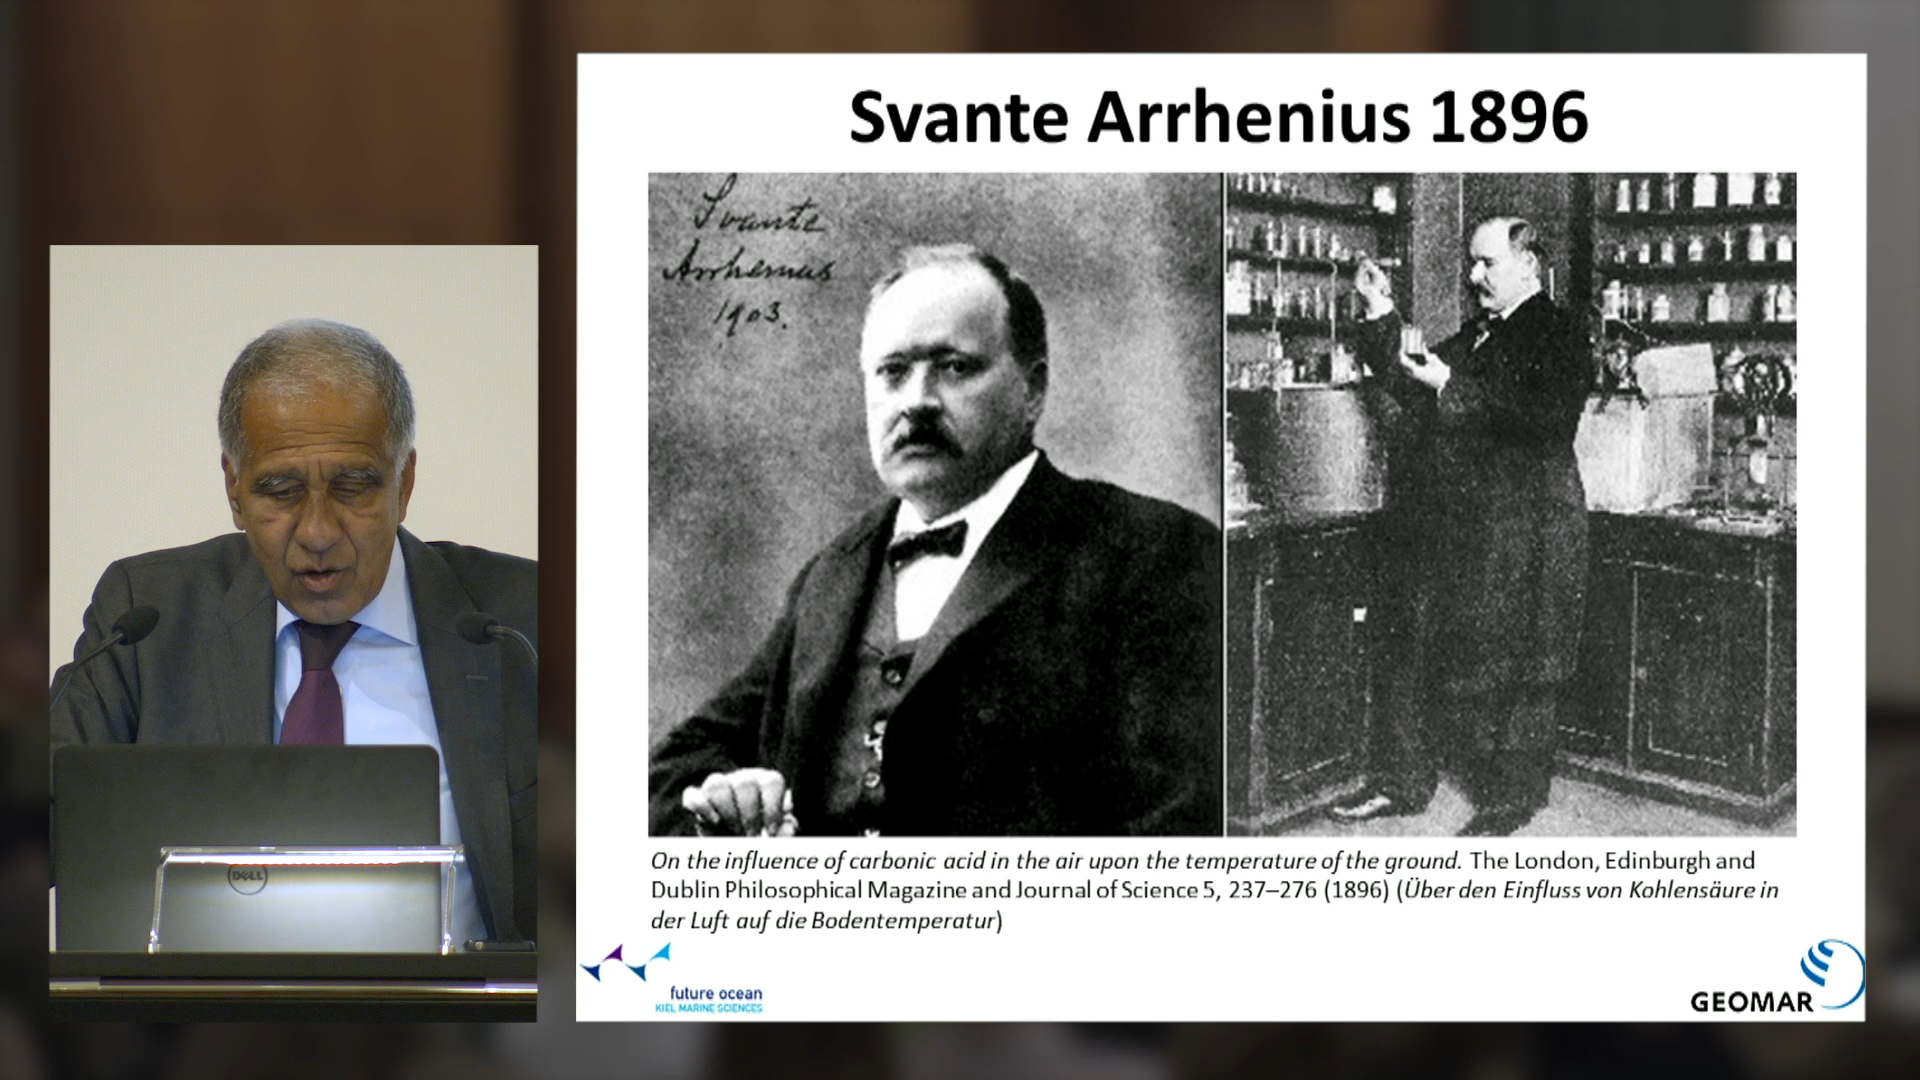 Svante Arrhenius 1896
Svante
Arrhenius
1903.
On the influence of carbonic acid in the air upon the temperature of the ground. The London, Edinburgh and
Dublin Philosophical Magazine and Journal of Science 5, 237–276 (1896) (Über den Einfluss von Kohlensäure in
der Luft auf die Bodentemperatur)
future ocean
KIEL MARINE SCIENCES
GEOMAR
DELL